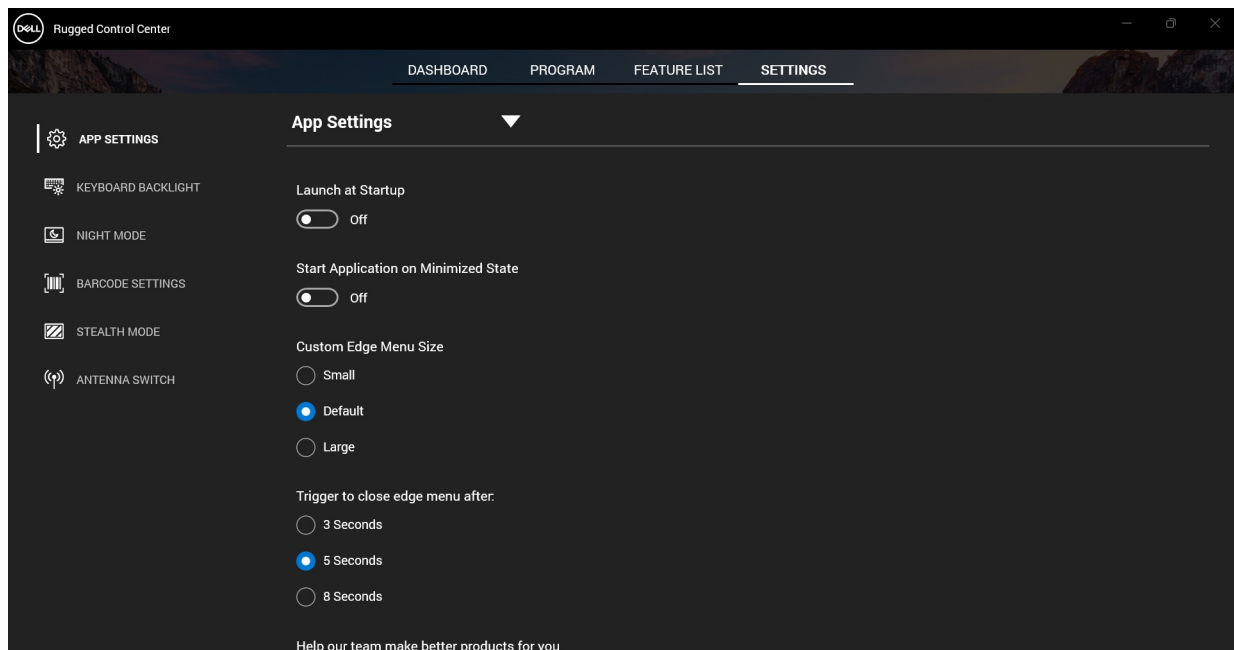 DELL Rugged Control Center
DASHBOARD PROGRAM FEATURE LIST SETTINGS
APP SETTINGS
KEYBOARD BACKLIGHT
NIGHT MODE
BARCODE SETTINGS
STEALTH MODE
ANTENNA SWITCH
App Settings
Launch at Startup
Off
Start Application on Minimized State
Off
Custom Edge Menu Size
Small
Default
Large
Trigger to close edge menu after:
3 Seconds
5 Seconds
8 Seconds
Help our team make better products for you